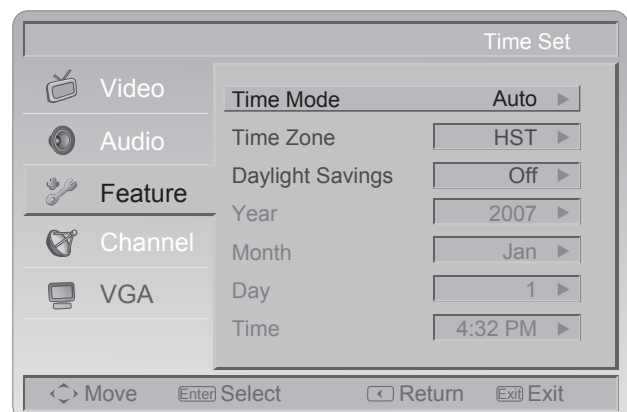 Time Set
Video
Audio
Feature
Channel
VGA
Time Mode Auto
Time Zone HST
Daylight Savings Off
Year 2007
Month Jan
Day 1
Time 4:32 PM
Move Enter Select Return Exit Exit